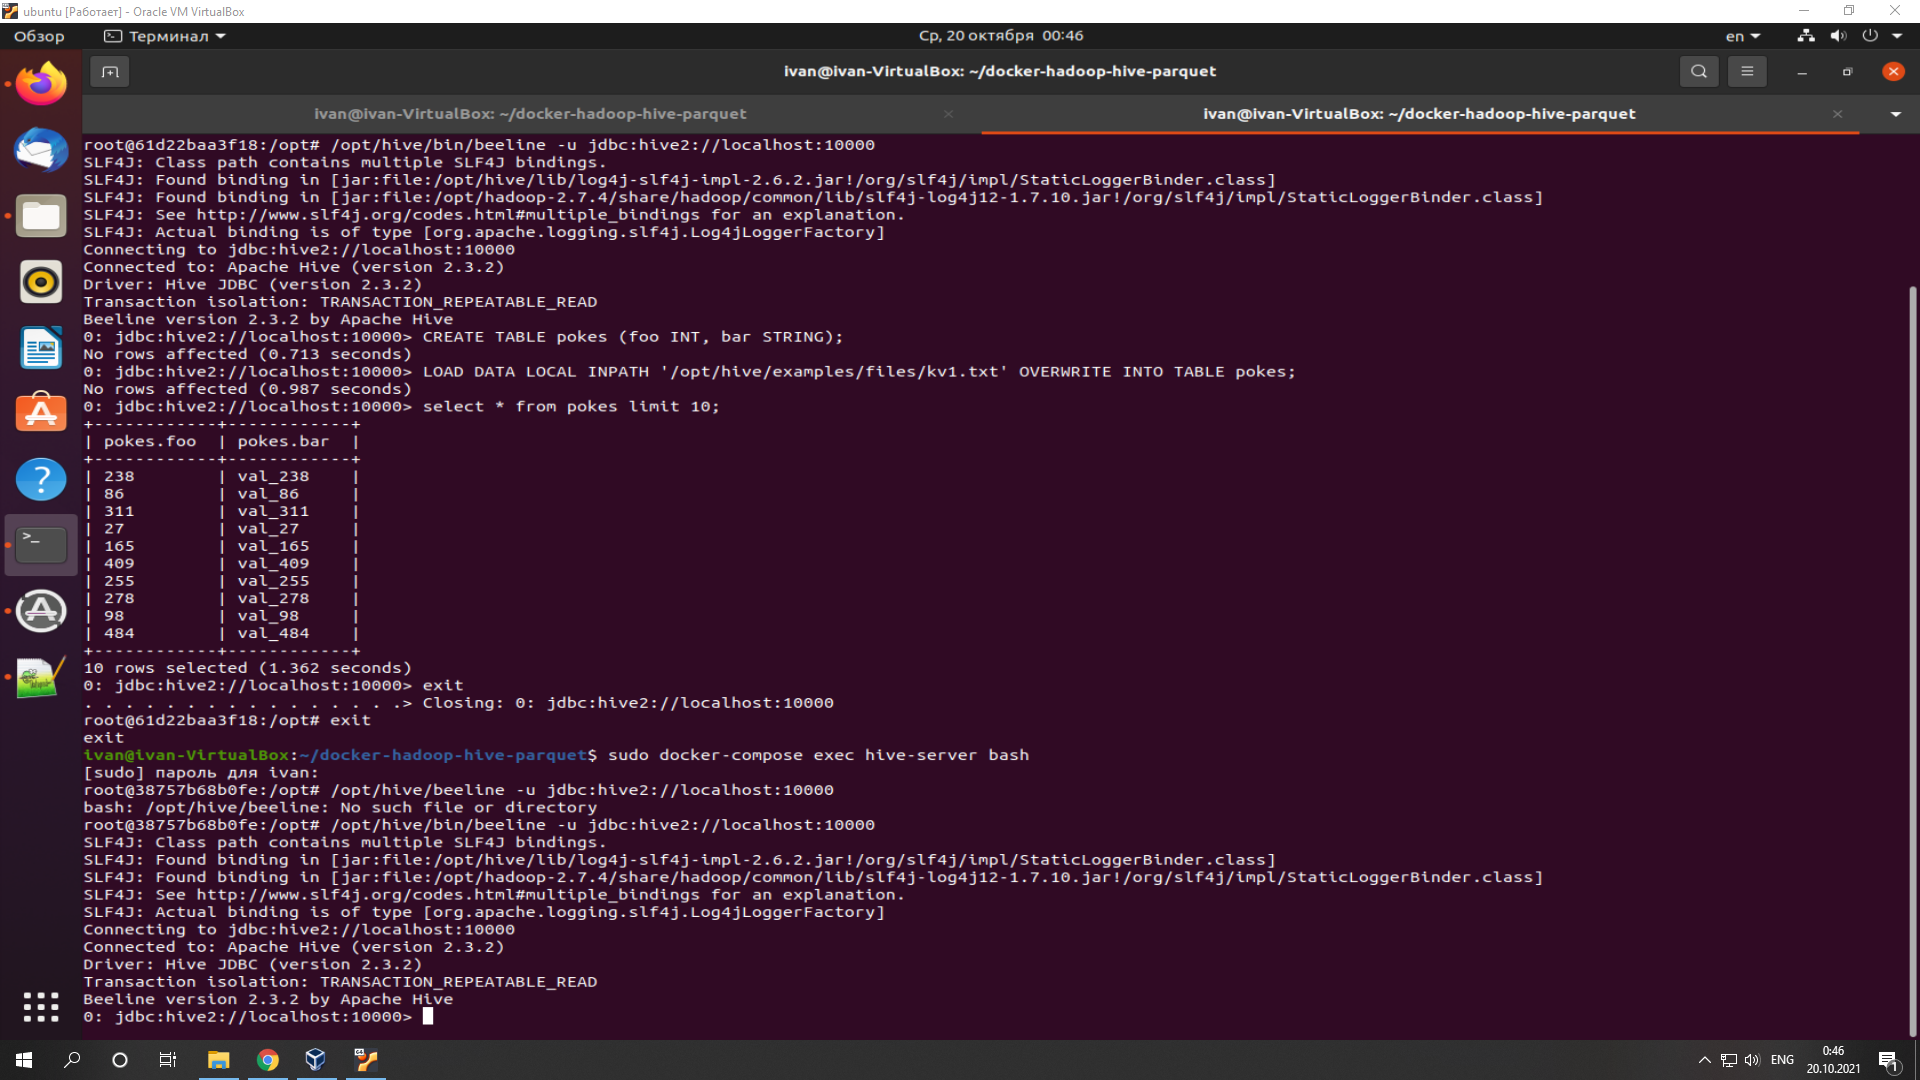 ubuntu [Работает] - Oracle VM VirtualBox
Обзор
Терминал
Ср, 20 октября 00:46
en
ivan@ivan-VirtualBox: ~/docker-hadoop-hive-parquet
ivan@ivan-VirtualBox: ~/docker-hadoop-hive-parquet
ivan@ivan-VirtualBox: ~/docker-hadoop-hive-parquet
root@61d22baa3f18:/opt# /opt/hive/bin/beeline -u jdbc:hive2://localhost:10000
SLF4J: Class path contains multiple SLF4J bindings.
SLF4J: Found binding in [jar:file:/opt/hive/lib/log4j-slf4j-impl-2.6.2.jar!/org/slf4j/impl/StaticLoggerBinder.class]
SLF4J: Found binding in [jar:file:/opt/hadoop-2.7.4/share/hadoop/common/lib/slf4j-log4j12-1.7.10.jar!/org/slf4j/impl/StaticLoggerBinder.class]
SLF4J: See http://www.slf4j.org/codes.html#multiple_bindings for an explanation.
SLF4J: Actual binding is of type [org.apache.logging.slf4j.Log4jLoggerFactory]
Connecting to jdbc:hive2://localhost:10000
Connected to: Apache Hive (version 2.3.2)
Driver: Hive JDBC (version 2.3.2)
Transaction isolation: TRANSACTION_REPEATABLE_READ
Beeline version 2.3.2 by Apache Hive
0: jdbc:hive2://localhost:10000> CREATE TABLE pokes (foo INT, bar STRING);
No rows affected (0.713 seconds)
0: jdbc:hive2://localhost:10000> LOAD DATA LOCAL INPATH '/opt/hive/examples/files/kv1.txt' OVERWRITE INTO TABLE pokes;
No rows affected (0.987 seconds)
0: jdbc:hive2://localhost:10000> select * from pokes limit 10;
+------------+------------+
| pokes.foo  | pokes.bar  |
+------------+------------+
| 238        | val_238    |
| 86         | val_86     |
| 311        | val_311    |
| 27         | val_27     |
| 165        | val_165    |
| 409        | val_409    |
| 255        | val_255    |
| 278        | val_278    |
| 98         | val_98     |
| 484        | val_484    |
+------------+------------+
10 rows selected (1.362 seconds)
0: jdbc:hive2://localhost:10000> exit
. . . . . . . . . . . . . . . .> Closing: 0: jdbc:hive2://localhost:10000
root@61d22baa3f18:/opt# exit
exit
ivan@ivan-VirtualBox:~/docker-hadoop-hive-parquet$ sudo docker-compose exec hive-server bash
[sudo] пароль для ivan:
root@38757b68b0fe:/opt# /opt/hive/beeline -u jdbc:hive2://localhost:10000
bash: /opt/hive/beeline: No such file or directory
root@38757b68b0fe:/opt# /opt/hive/bin/beeline -u jdbc:hive2://localhost:10000
SLF4J: Class path contains multiple SLF4J bindings.
SLF4J: Found binding in [jar:file:/opt/hive/lib/log4j-slf4j-impl-2.6.2.jar!/org/slf4j/impl/StaticLoggerBinder.class]
SLF4J: Found binding in [jar:file:/opt/hadoop-2.7.4/share/hadoop/common/lib/slf4j-log4j12-1.7.10.jar!/org/slf4j/impl/StaticLoggerBinder.class]
SLF4J: See http://www.slf4j.org/codes.html#multiple_bindings for an explanation.
SLF4J: Actual binding is of type [org.apache.logging.slf4j.Log4jLoggerFactory]
Connecting to jdbc:hive2://localhost:10000
Connected to: Apache Hive (version 2.3.2)
Driver: Hive JDBC (version 2.3.2)
Transaction isolation: TRANSACTION_REPEATABLE_READ
Beeline version 2.3.2 by Apache Hive
0: jdbc:hive2://localhost:10000>
ENG
0:46
20.10.2021
1